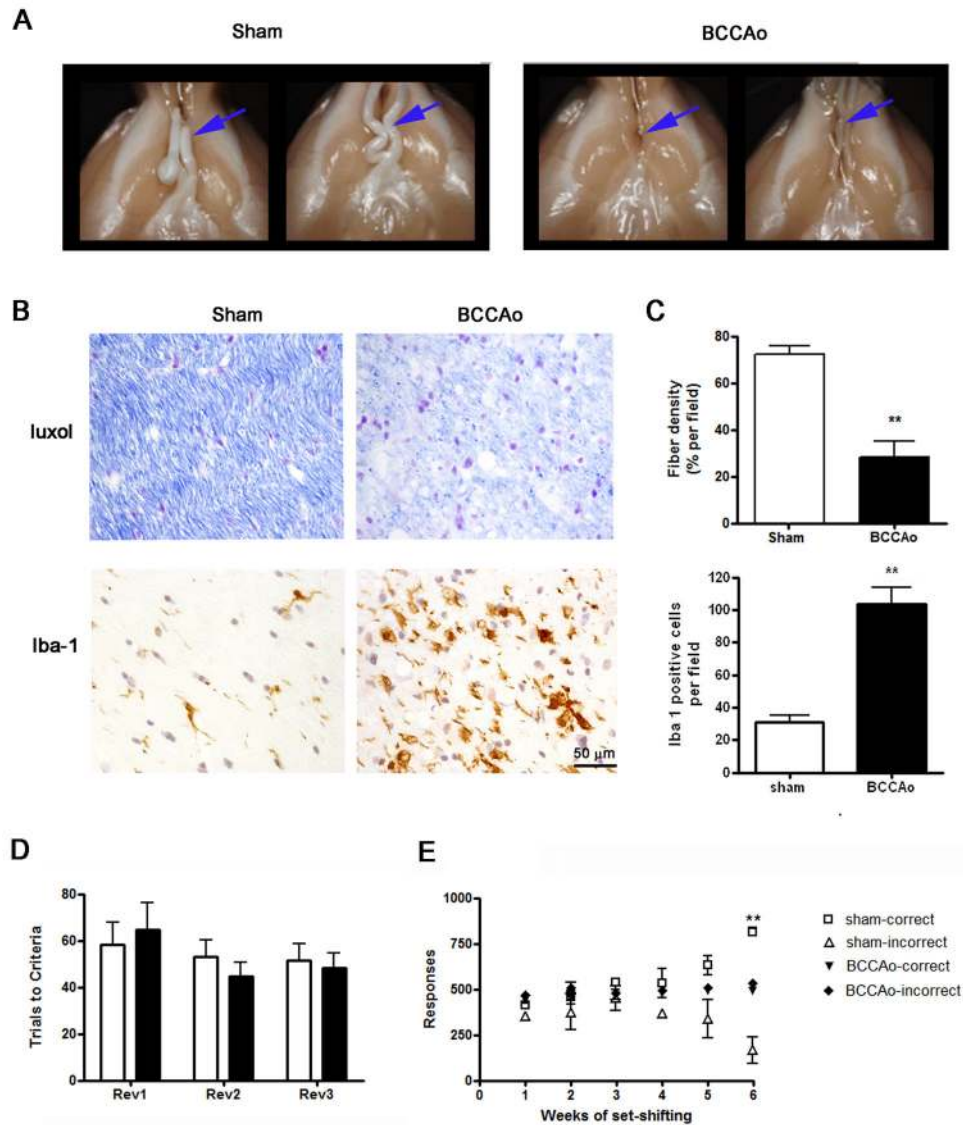 A
Sham
BCCAo
B
Sham
BCCAo
luxol
Iba-1
50 µm
C
Fiber density
(% per field)
80
60
40
20
0
**
Sham
BCCAo
Iba 1 positive cells
per field
120
100
80
60
40
20
0
**
sham
BCCAo
D
Trials to Criteria
80
60
40
20
0
Rev1
Rev2
Rev3
E
Responses
1000
750
500
250
0
**
0
1
2
3
4
5
6
Weeks of set-shifting
sham-correct
sham-incorrect
BCCAo-correct
BCCAo-incorrect